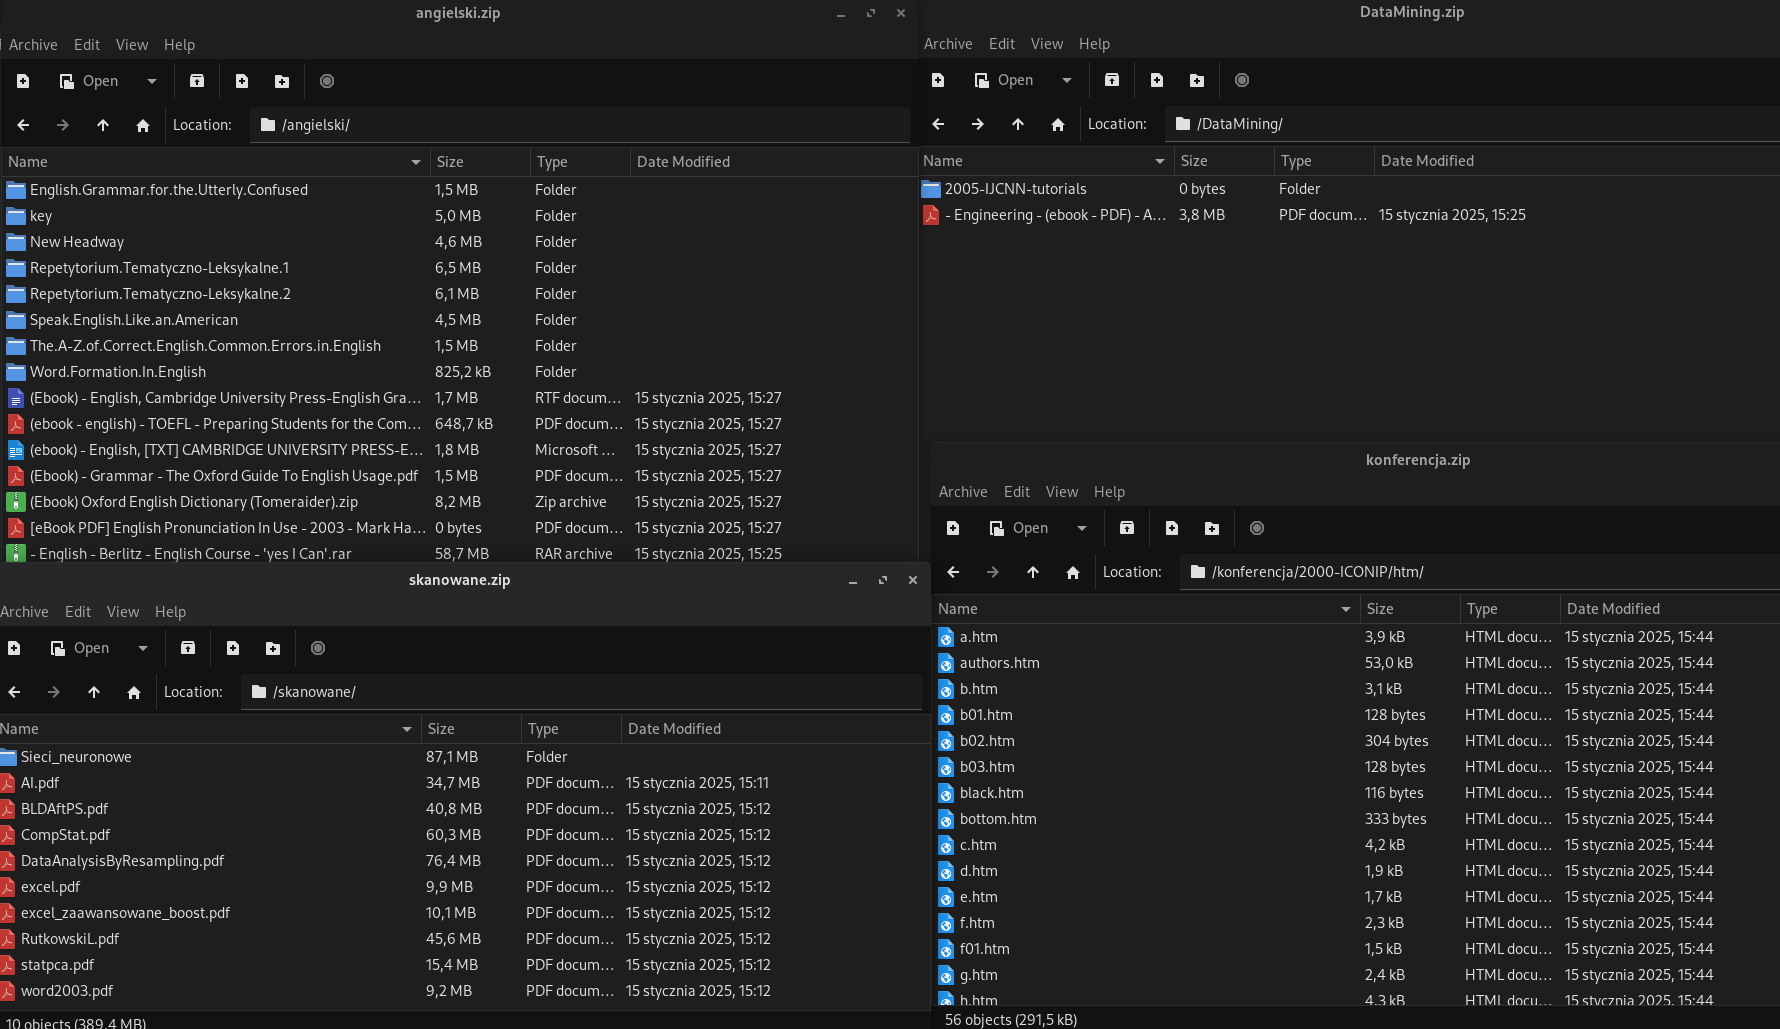 angielski.zip
Archive Edit View Help
Open
Location: /angielski/
Name Size Type Date Modified
English.Grammar.for.the.Utterly.Confused 1,5 MB Folder
key 5,0 MB Folder
New Headway 4,6 MB Folder
Repetytorium.Tematyczno-Leksykalne.1 6,5 MB Folder
Repetytorium.Tematyczno-Leksykalne.2 6,1 MB Folder
Speak.English.Like.an.American 4,5 MB Folder
The.A-Z.of.Correct.English.Common.Errors.in.English 1,5 MB Folder
Word.Formation.In.English 825,2 kB Folder
(Ebook) - English, Cambridge University Press-English Gra… 1,7 MB RTF docum… 15 stycznia 2025, 15:27
(ebook - english) - TOEFL - Preparing Students for the Com… 648,7 kB PDF docum… 15 stycznia 2025, 15:27
(ebook) - English, [TXT] CAMBRIDGE UNIVERSITY PRESS-E… 1,8 MB Microsoft … 15 stycznia 2025, 15:27
(Ebook) - Grammar - The Oxford Guide To English Usage.pdf 1,5 MB PDF docum… 15 stycznia 2025, 15:27
(Ebook) Oxford English Dictionary (Tomeraider).zip 8,2 MB Zip archive 15 stycznia 2025, 15:27
[eBook PDF] English Pronunciation In Use - 2003 - Mark Ha… 0 bytes PDF docum… 15 stycznia 2025, 15:27
- English - Berlitz - English Course - 'yes I Can'.rar 58,7 MB RAR archive 15 stycznia 2025, 15:25
DataMining.zip
Archive Edit View Help
Open
Location: /DataMining/
Name Size Type Date Modified
2005-IJCNN-tutorials 0 bytes Folder
- Engineering - (ebook - PDF) - A… 3,8 MB PDF docum… 15 stycznia 2025, 15:25
skanowane.zip
Archive Edit View Help
Open
Location: /skanowane/
Name Size Type Date Modified
Sieci_neuronowe 87,1 MB Folder
AI.pdf 34,7 MB PDF docum… 15 stycznia 2025, 15:11
BLDAftPS.pdf 40,8 MB PDF docum… 15 stycznia 2025, 15:12
CompStat.pdf 60,3 MB PDF docum… 15 stycznia 2025, 15:12
DataAnalysisByResampling.pdf 76,4 MB PDF docum… 15 stycznia 2025, 15:12
excel.pdf 9,9 MB PDF docum… 15 stycznia 2025, 15:12
excel_zaawansowane_boost.pdf 10,1 MB PDF docum… 15 stycznia 2025, 15:12
RutkowskiL.pdf 45,6 MB PDF docum… 15 stycznia 2025, 15:12
statpca.pdf 15,4 MB PDF docum… 15 stycznia 2025, 15:12
word2003.pdf 9,2 MB PDF docum… 15 stycznia 2025, 15:12
10 objects (389,4 MB)
konferencja.zip
Archive Edit View Help
Open
Location: /konferencja/2000-ICONIP/htm/
Name Size Type Date Modified
a.htm 3,9 kB HTML docu… 15 stycznia 2025, 15:44
authors.htm 53,0 kB HTML docu… 15 stycznia 2025, 15:44
b.htm 3,1 kB HTML docu… 15 stycznia 2025, 15:44
b01.htm 128 bytes HTML docu… 15 stycznia 2025, 15:44
b02.htm 304 bytes HTML docu… 15 stycznia 2025, 15:44
b03.htm 128 bytes HTML docu… 15 stycznia 2025, 15:44
black.htm 116 bytes HTML docu… 15 stycznia 2025, 15:44
bottom.htm 333 bytes HTML docu… 15 stycznia 2025, 15:44
c.htm 4,2 kB HTML docu… 15 stycznia 2025, 15:44
d.htm 1,9 kB HTML docu… 15 stycznia 2025, 15:44
e.htm 1,7 kB HTML docu… 15 stycznia 2025, 15:44
f.htm 2,3 kB HTML docu… 15 stycznia 2025, 15:44
f01.htm 1,5 kB HTML docu… 15 stycznia 2025, 15:44
g.htm 2,4 kB HTML docu… 15 stycznia 2025, 15:44
h.htm 4,3 kB HTML docu… 15 stycznia 2025, 15:44
56 objects (291,5 kB)